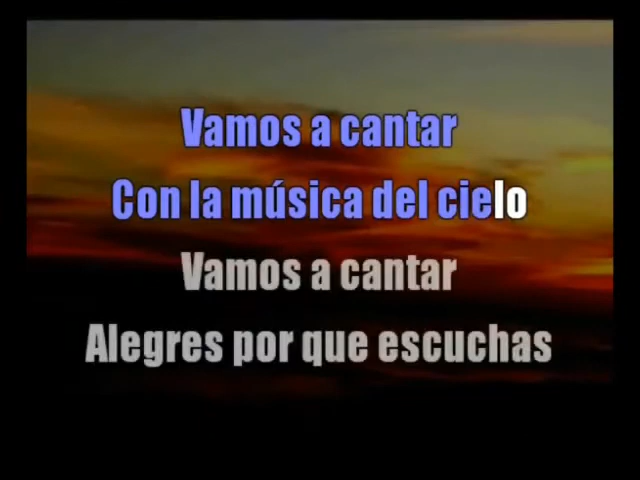 Vamos a cantar
Con la música del cielo
Vamos a cantar
Alegres por que escuchas